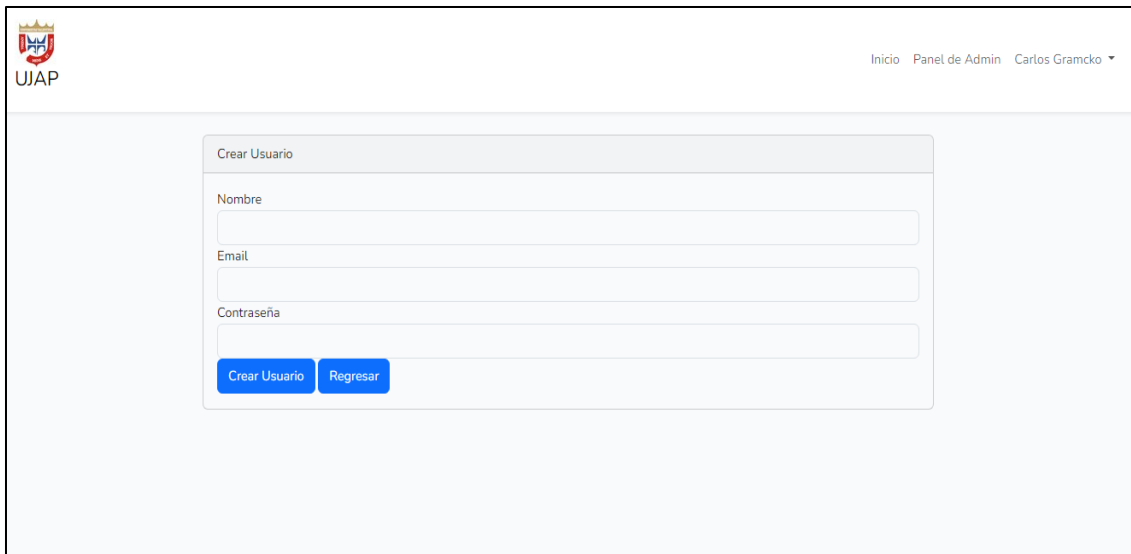 UJAP
Inicio Panel de Admin Carlos Gramcko
Crear Usuario
Nombre
Email
Contraseña
Crear Usuario Regresar